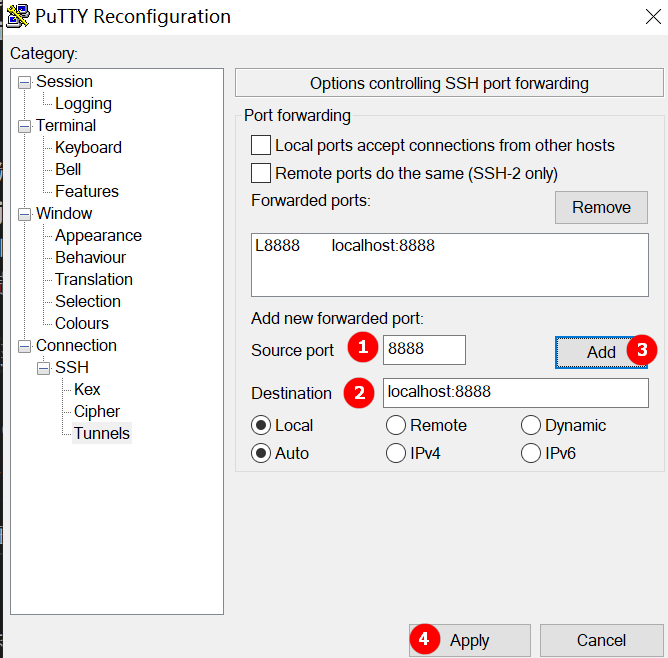 PuTTY Reconfiguration
Category:
Session
Logging
Terminal
Keyboard
Bell
Features
Window
Appearance
Behaviour
Translation
Selection
Colours
Connection
SSH
Kex
Cipher
Tunnels
Options controlling SSH port forwarding
Port forwarding
Local ports accept connections from other hosts
Remote ports do the same (SSH-2 only)
Forwarded ports:
Remove
L8888 localhost:8888
Add new forwarded port:
Source port 1 8888 Add 3
Destination 2 localhost:8888
Local Remote Dynamic
Auto IPv4 IPv6
4 Apply Cancel